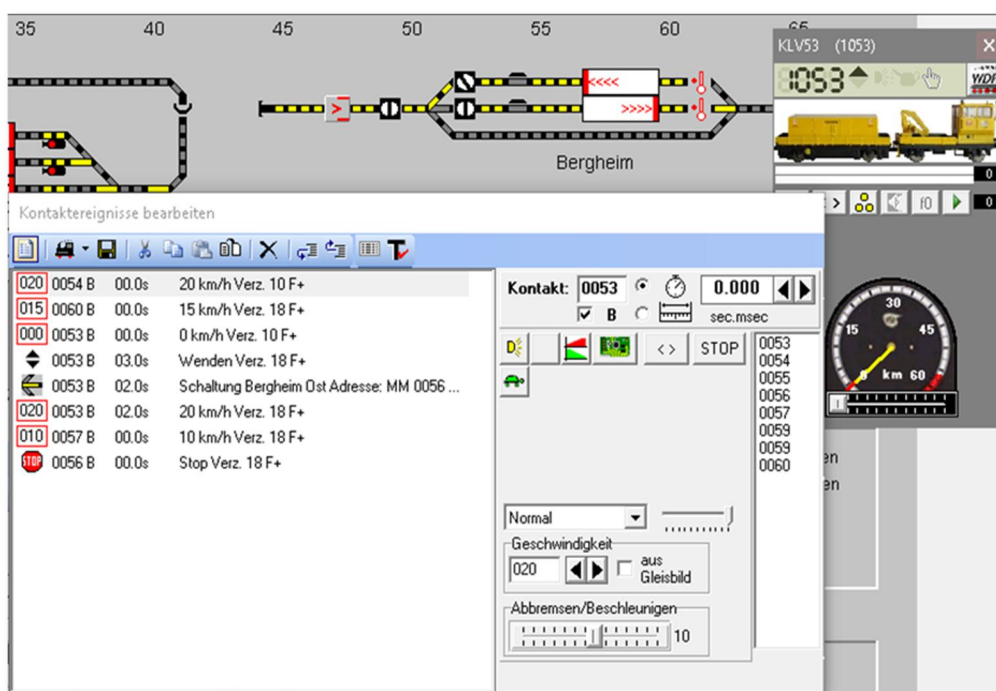 35 40 45 50 55 60 65
KLV53 (1053) X
1053
WDP
<<<<
>
>>>>
Bergheim
0
> f0 0
Kontaktereignisse bearbeiten
020 0054 B 00.0s 20 km/h Verz. 10 F+
015 0060 B 00.0s 15 km/h Verz. 18 F+
000 0053 B 00.0s 0 km/h Verz. 10 F+
0053 B 03.0s Wenden Verz. 18 F+
0053 B 02.0s Schaltung Bergheim Ost Adresse: MM 0056 ...
020 0053 B 02.0s 20 km/h Verz. 18 F+
010 0057 B 00.0s 10 km/h Verz. 18 F+
STOP 0056 B 00.0s Stop Verz. 18 F+
Kontakt: 0053 0.000
B sec.msec
D < > STOP
0053
0054
0055
0056
0057
0059
0059
0060
Normal
Geschwindigkeit
020 aus
Gleisbild
Abbremsen/Beschleunigen
10
30
15 45
0 km 60
en
en